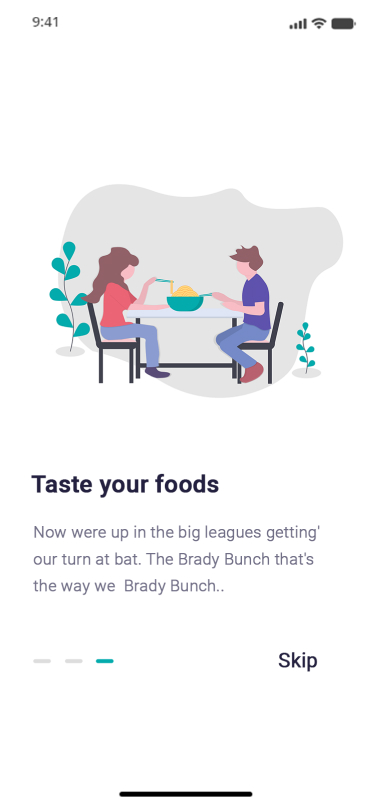 9:41
Taste your foods
Now were up in the big leagues getting'
our turn at bat. The Brady Bunch that's
the way we  Brady Bunch..
Skip